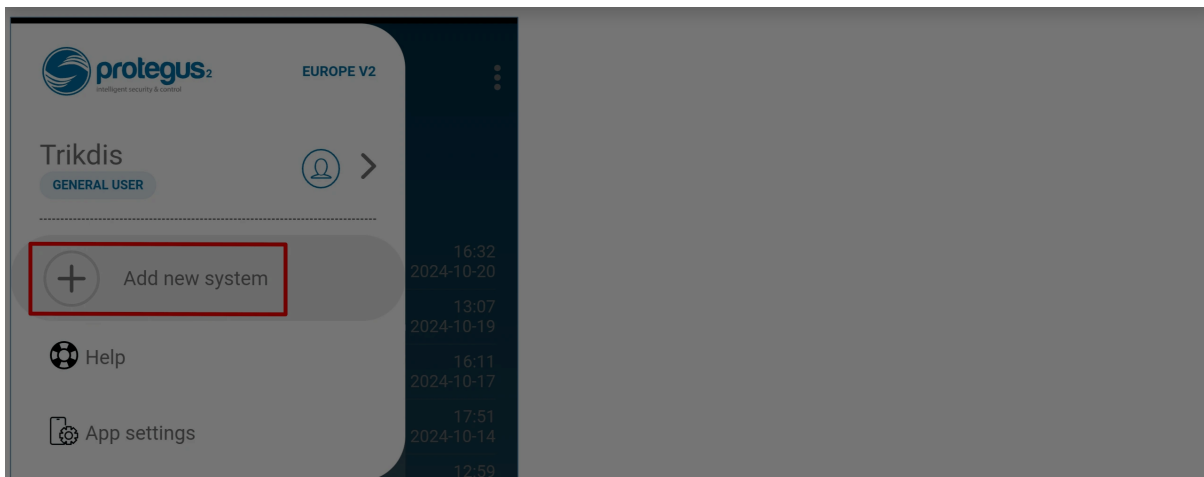 protegus2
intelligent security & control
EUROPE V2
Trikdis
GENERAL USER
Add new system
Help
App settings
16:32
2024-10-20
13:07
2024-10-19
16:11
2024-10-17
17:51
2024-10-14
12:59